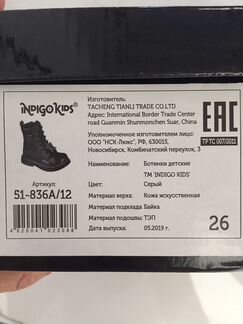 Изготовитель:
TACHENG TIANLI TRADE CO.LTD
Адрес: International Border Trade Center
road Guanmin Shunmonchen Suar, China
Уполномоченное изготовителем лицо:
ООО "НСК-Люкс", РФ, 630015,
Новосибирск, Комбинатский переулок, 3
INDIGO KIDS®
Артикул:
51-836A/12
4620041023088
Наименование: Ботинки детские
ТМ 'INDIGO KIDS'
Цвет: Серый
Материал верха: Кожа искусственная
Материал подкладки: Байка
Материал подошвы: ТЭП
Дата выпуска: 05.2019 г.
EAC
ТР ТС 007/2011
26